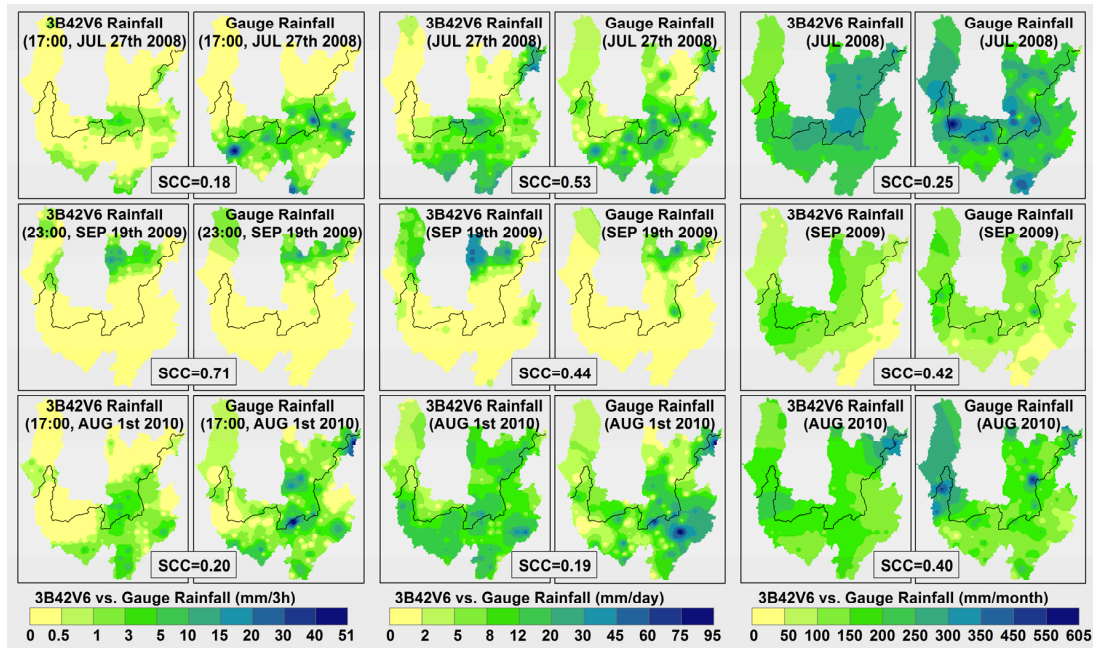 3B42V6 Rainfall
(17:00, JUL 27th 2008)
Gauge Rainfall
(17:00, JUL 27th 2008)
3B42V6 Rainfall
(JUL 27th 2008)
Gauge Rainfall
(JUL 27th 2008)
3B42V6 Rainfall
(JUL 2008)
Gauge Rainfall
(JUL 2008)
SCC=0.18
SCC=0.53
SCC=0.25
3B42V6 Rainfall
(23:00, SEP 19th 2009)
Gauge Rainfall
(23:00, SEP 19th 2009)
3B42V6 Rainfall
(SEP 19th 2009)
Gauge Rainfall
(SEP 19th 2009)
3B42V6 Rainfall
(SEP 2009)
Gauge Rainfall
(SEP 2009)
SCC=0.71
SCC=0.44
SCC=0.42
3B42V6 Rainfall
(17:00, AUG 1st 2010)
Gauge Rainfall
(17:00, AUG 1st 2010)
3B42V6 Rainfall
(AUG 1st 2010)
Gauge Rainfall
(AUG 1st 2010)
3B42V6 Rainfall
(AUG 2010)
Gauge Rainfall
(AUG 2010)
SCC=0.20
SCC=0.19
SCC=0.40
3B42V6 vs. Gauge Rainfall (mm/3h)
0 0.5 1 3 5 10 15 20 30 40 51
3B42V6 vs. Gauge Rainfall (mm/day)
0 2 5 8 12 20 30 45 60 75 95
3B42V6 vs. Gauge Rainfall (mm/month)
0 50 100 150 200 250 300 350 450 550 605